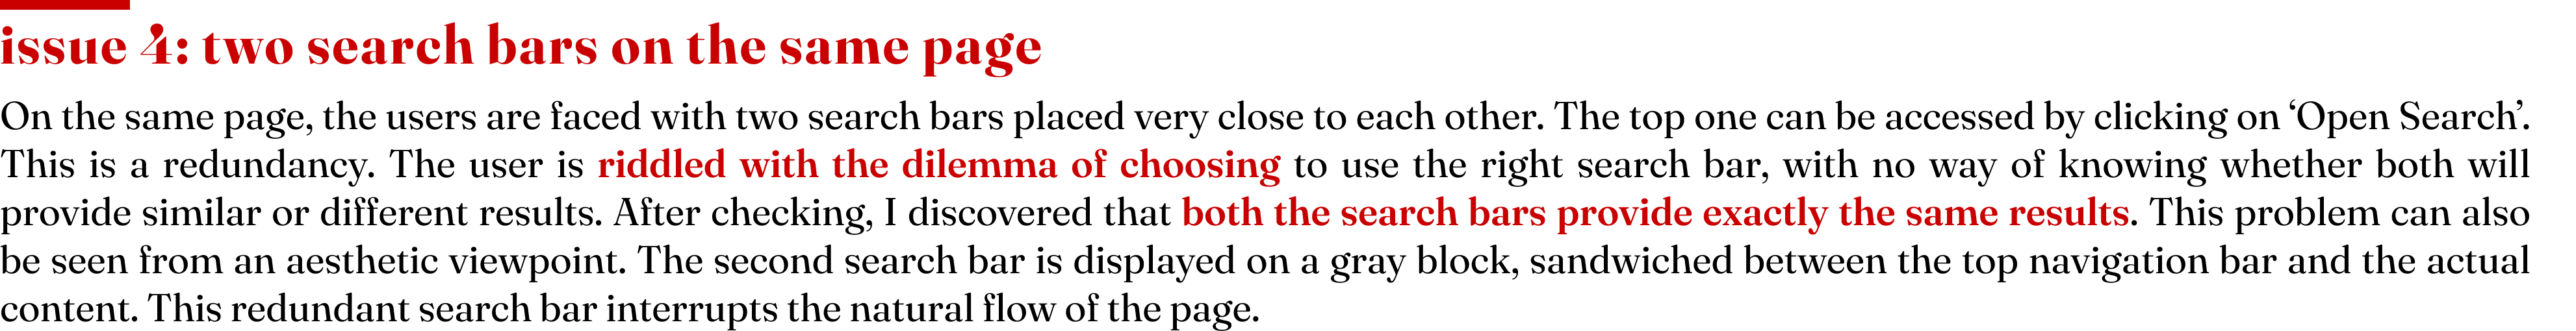 issue 4: two search bars on the same page
On the same page, the users are faced with two search bars placed very close to each other. The top one can be accessed by clicking on ‘Open Search’.
This is a redundancy. The user is riddled with the dilemma of choosing to use the right search bar, with no way of knowing whether both will
provide similar or different results. After checking, I discovered that both the search bars provide exactly the same results. This problem can also
be seen from an aesthetic viewpoint. The second search bar is displayed on a gray block, sandwiched between the top navigation bar and the actual
content. This redundant search bar interrupts the natural flow of the page.